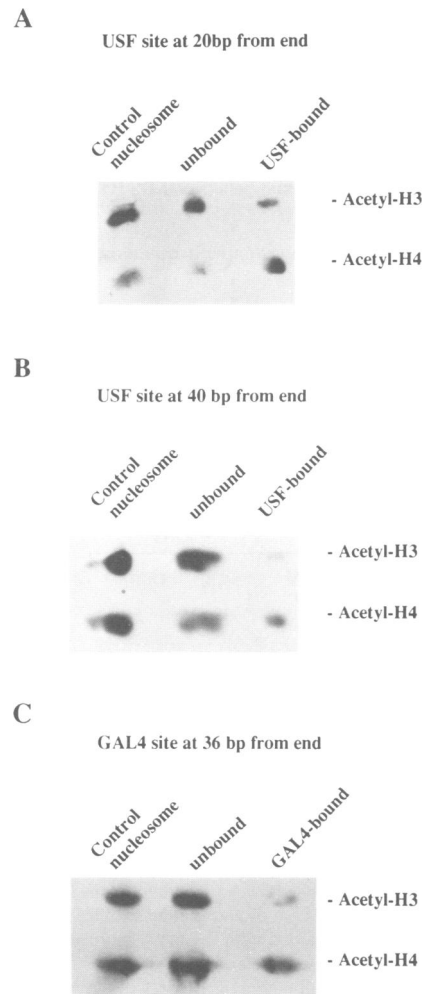 A
USF site at 20bp from end
Control nucleosome
unbound
USF-bound
- Acetyl-H3
- Acetyl-H4
B
USF site at 40 bp from end
Control nucleosome
unbound
USF-bound
- Acetyl-H3
- Acetyl-H4
C
GAL4 site at 36 bp from end
Control nucleosome
unbound
GAL4-bound
- Acetyl-H3
- Acetyl-H4